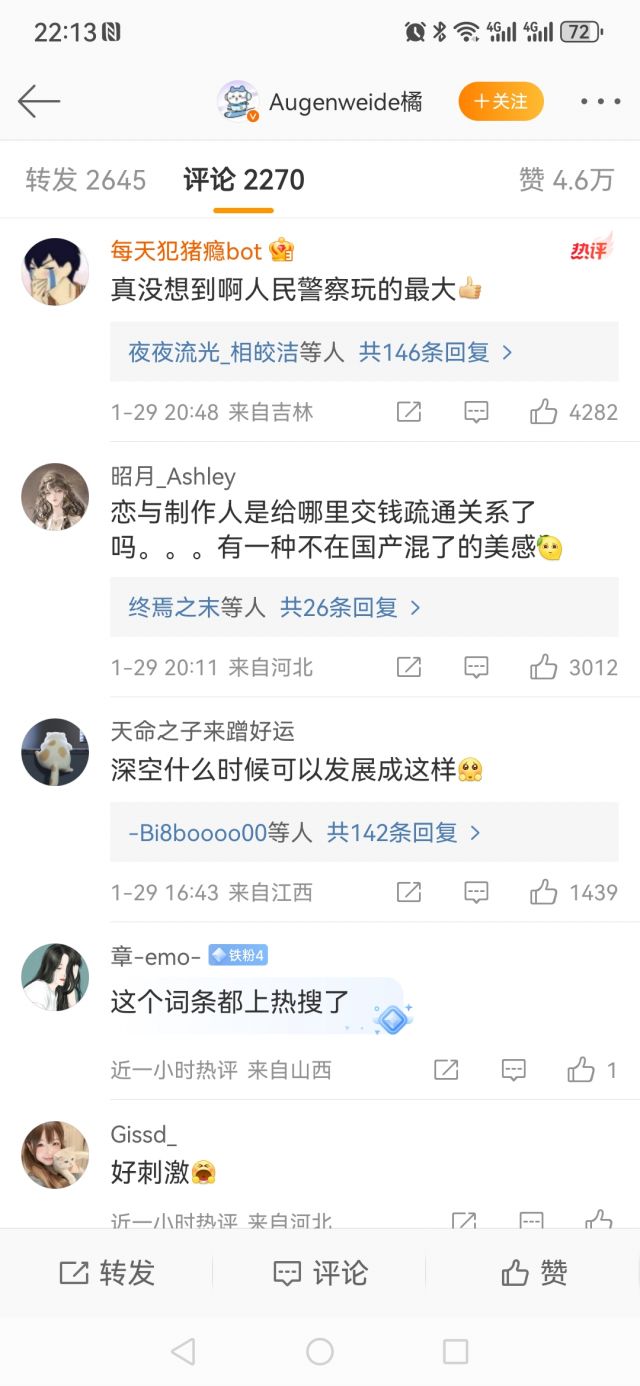 22:13
4G 4G 72
Augenweide橘
+关注
转发 2645 评论 2270 赞 4.6万
每天犯猪瘾bot
热评
真没想到啊人民警察玩的最大👍
夜夜流光_相皎洁等人 共146条回复 >
1-29 20:48 来自吉林 4282
昭月_Ashley
恋与制作人是给哪里交钱疏通关系了
吗。。。有一种不在国产混了的美感
终焉之末等人 共26条回复 >
1-29 20:11 来自河北 3012
天命之子来蹭好运
深空什么时候可以发展成这样
-Bi8boooo00等人 共142条回复 >
1-29 16:43 来自江西 1439
章-emo- 铁粉4
这个词条都上热搜了
近一小时热评 来自山西 1
Gissd_
好刺激
近一小时热评 来自河北
转发 评论 赞